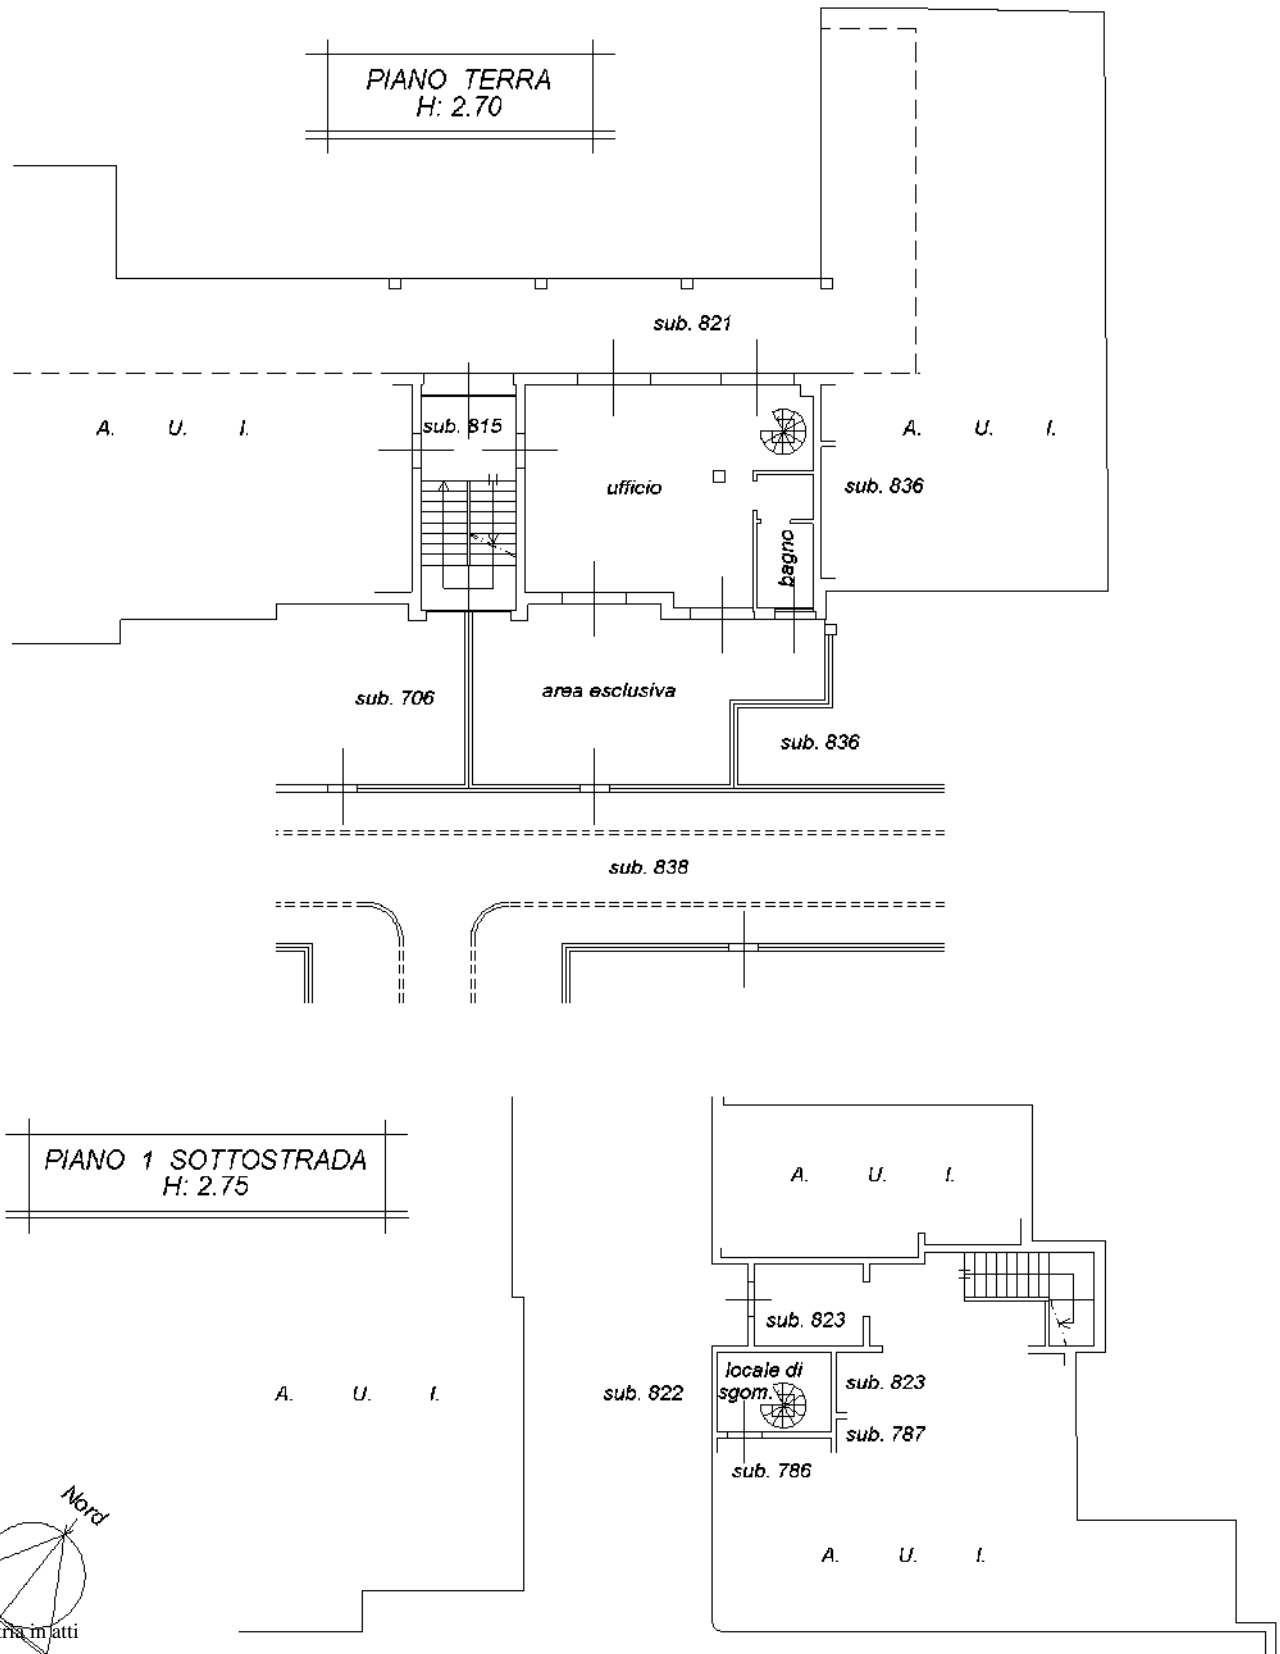 PIANO TERRA
H: 2.70
sub. 821
A. U. I.
sub. 815
A. U. I.
ufficio
sub. 836
bagno
sub. 706
area esclusiva
sub. 836
sub. 838
PIANO 1 SOTTOSTRADA
H: 2.75
A. U. I.
sub. 823
locale di
sgom.
sub. 823
A. U. I.
sub. 822
sub. 787
sub. 786
Nord
A. U. I.
in atti